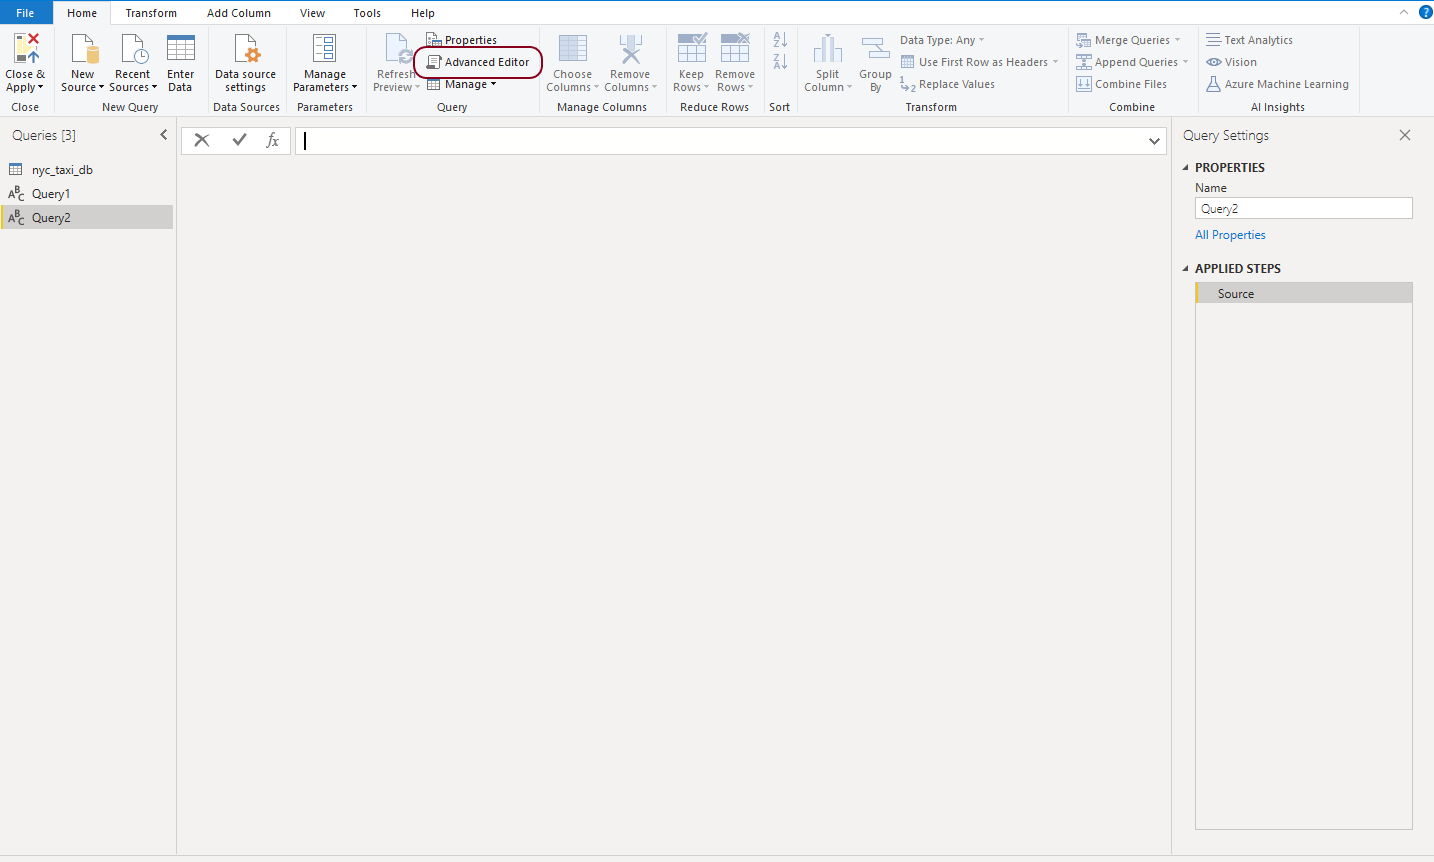 File Home Transform Add Column View Tools Help
Close & Apply
Close
New Source
Recent Sources
Enter Data
New Query
Data source settings
Data Sources
Manage Parameters
Parameters
Refresh Preview
Properties
Advanced Editor
Manage
Query
Choose Columns
Remove Columns
Manage Columns
Keep Rows
Remove Rows
Reduce Rows
A
Z
Z
A
Sort
Split Column
Group By
Data Type: Any
Use First Row as Headers
1
2
Replace Values
Transform
Merge Queries
Append Queries
Combine Files
Combine
Text Analytics
Vision
Azure Machine Learning
AI Insights
?
Queries [3]
nyc_taxi_db
ABC Query1
ABC Query2
fx
Query Settings
PROPERTIES
Name
Query2
All Properties
APPLIED STEPS
Source